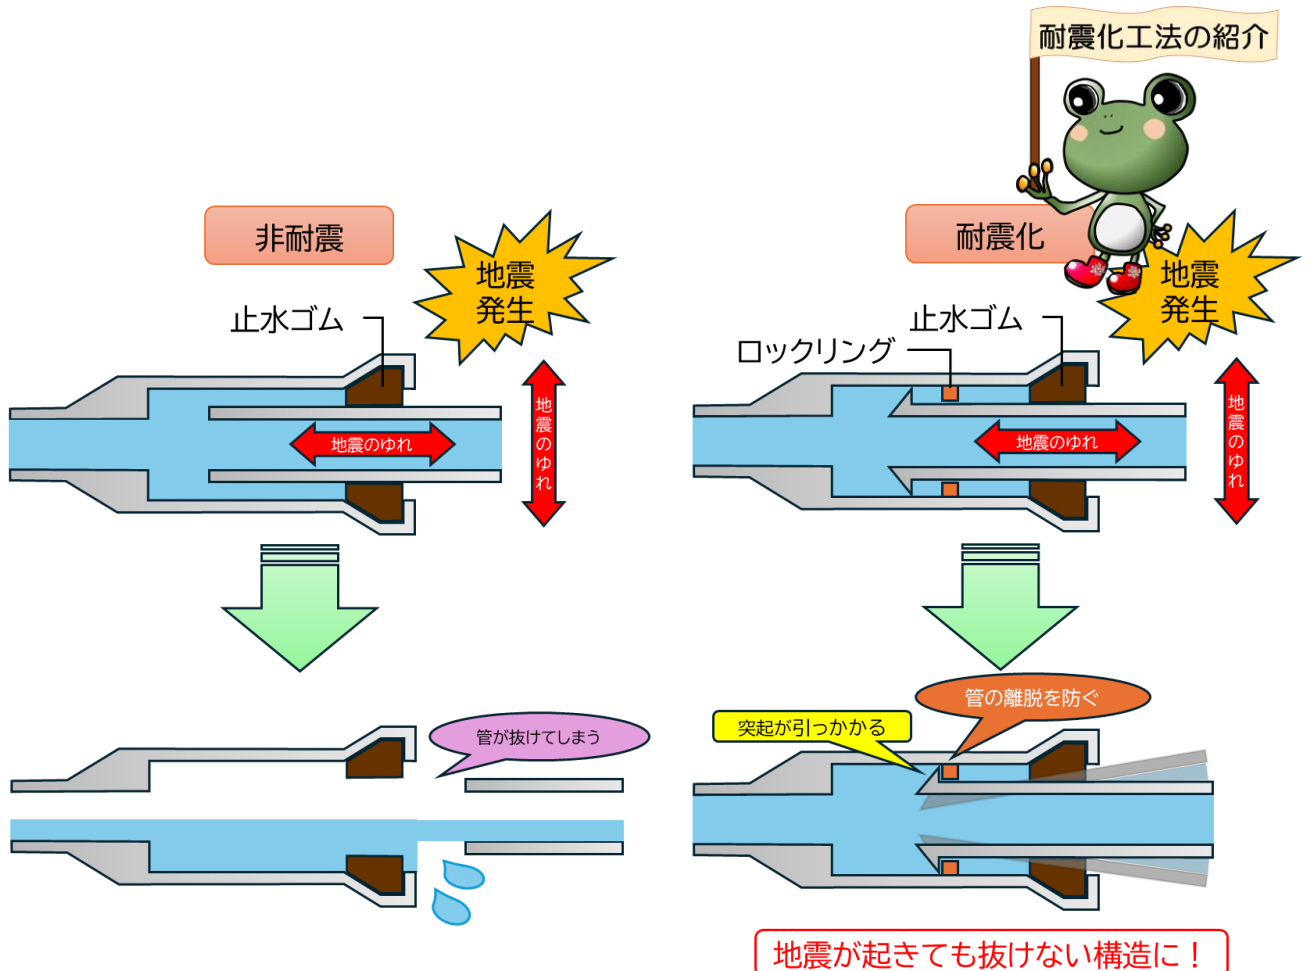 耐震化工法の紹介
非耐震
地震
発生
止水ゴム
地震のゆれ
地震のゆれ
管が抜けてしまう
耐震化
地震
発生
止水ゴム
ロックリング
地震のゆれ
地震のゆれ
管の離脱を防ぐ
突起が引っかかる
地震が起きても抜けない構造に！